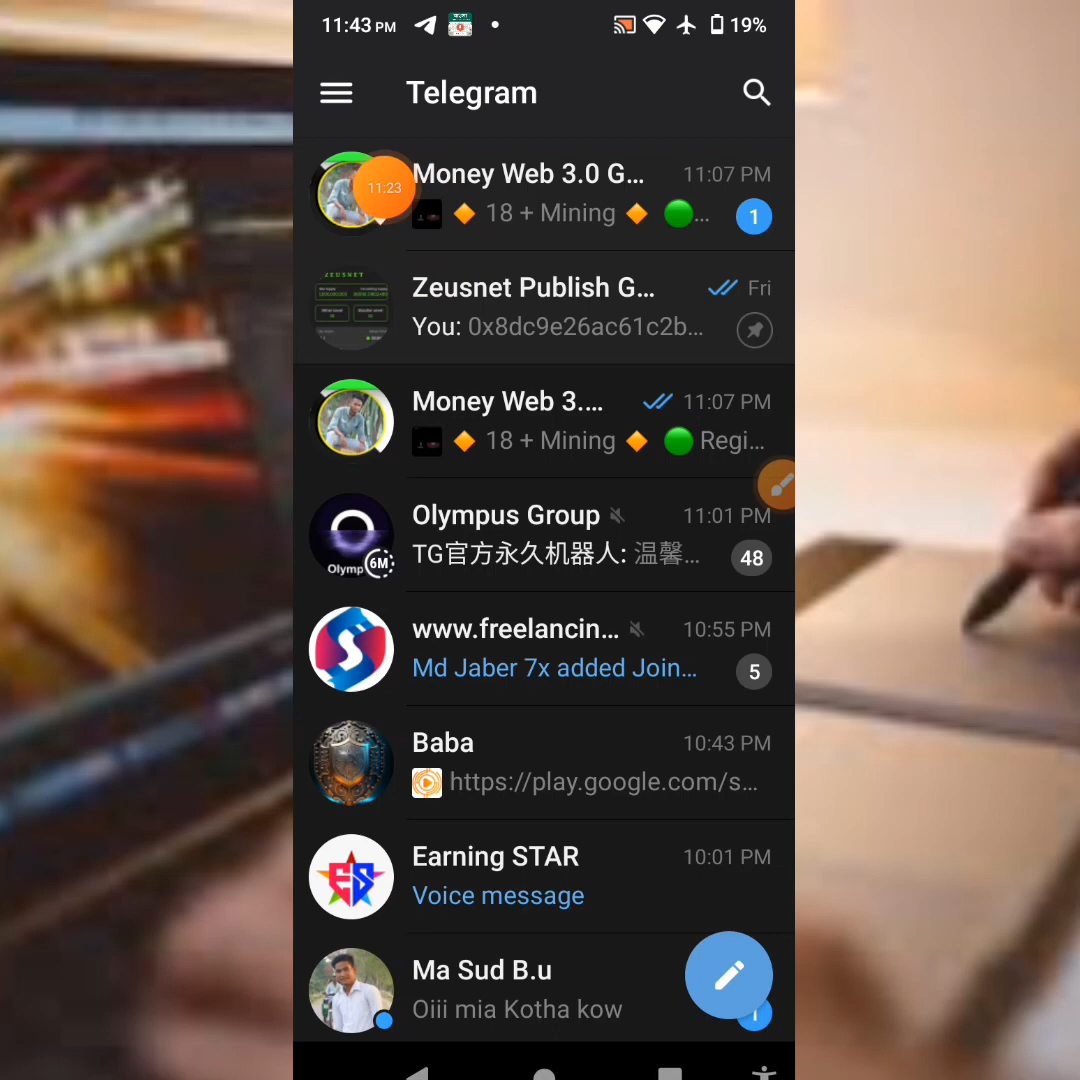 11:43 PM
19%
Telegram
11:23
Money Web 3.0 G... 11:07 PM
🔶 18 + Mining 🔶 🟢... 1
ZEUSNET
Zeusnet Publish G... Fri
You: 0x8dc9e26ac61c2b...
Money Web 3.... 11:07 PM
🔶 18 + Mining 🔶 🟢 Regi...
Olympus Group 11:01 PM
Olymp 6M
TG官方永久机器人: 温馨... 48
www.freelancin... 10:55 PM
Md Jaber 7x added Join... 5
Baba 10:43 PM
https://play.google.com/s...
Earning STAR 10:01 PM
ES
Voice message
Ma Sud B.u
Oiii mia Kotha kow